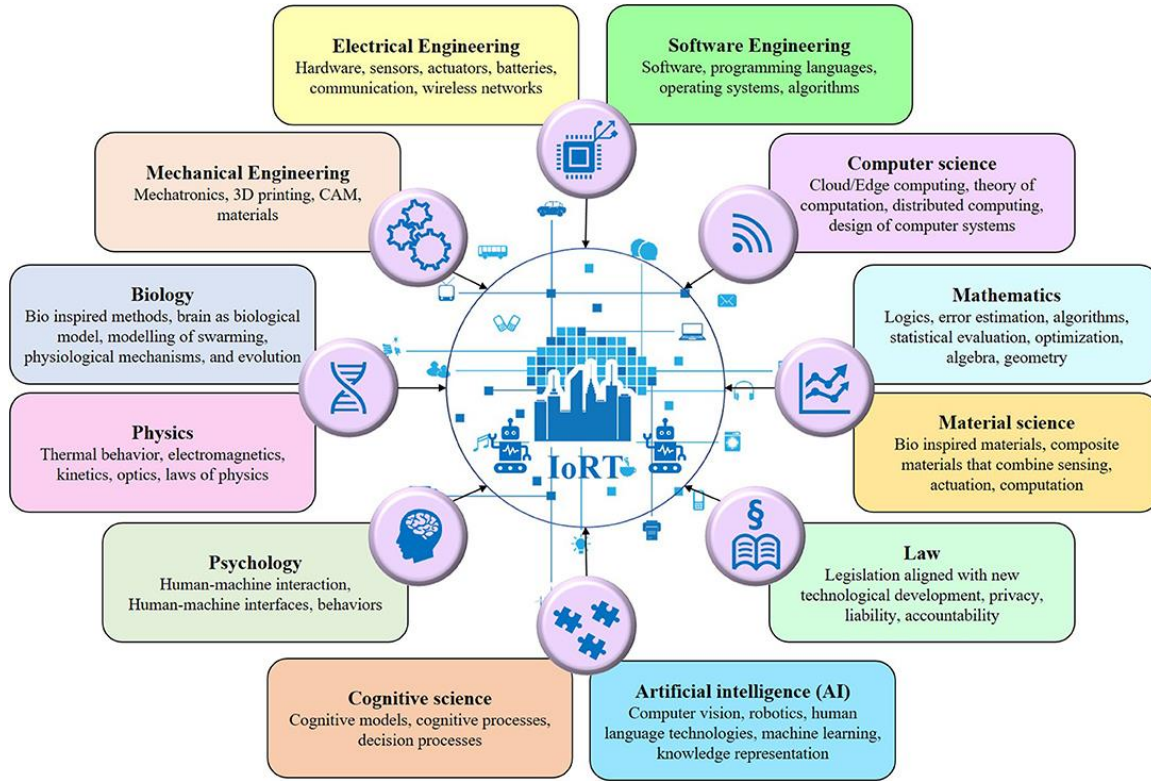 Electrical Engineering
Hardware, sensors, actuators, batteries,
communication, wireless networks
Software Engineering
Software, programming languages,
operating systems, algorithms
Mechanical Engineering
Mechatronics, 3D printing, CAM,
materials
Computer science
Cloud/Edge computing, theory of
computation, distributed computing,
design of computer systems
Biology
Bio inspired methods, brain as biological
model, modelling of swarming,
physiological mechanisms, and evolution
Mathematics
Logics, error estimation, algorithms,
statistical evaluation, optimization,
algebra, geometry
Physics
Thermal behavior, electromagnetics,
kinetics, optics, laws of physics
Material science
Bio inspired materials, composite
materials that combine sensing,
actuation, computation
IoRT
§
Psychology
Human-machine interaction,
Human-machine interfaces, behaviors
Law
Legislation aligned with new
technological development, privacy,
liability, accountability
Cognitive science
Cognitive models, cognitive processes,
decision processes
Artificial intelligence (AI)
Computer vision, robotics, human
language technologies, machine learning,
knowledge representation